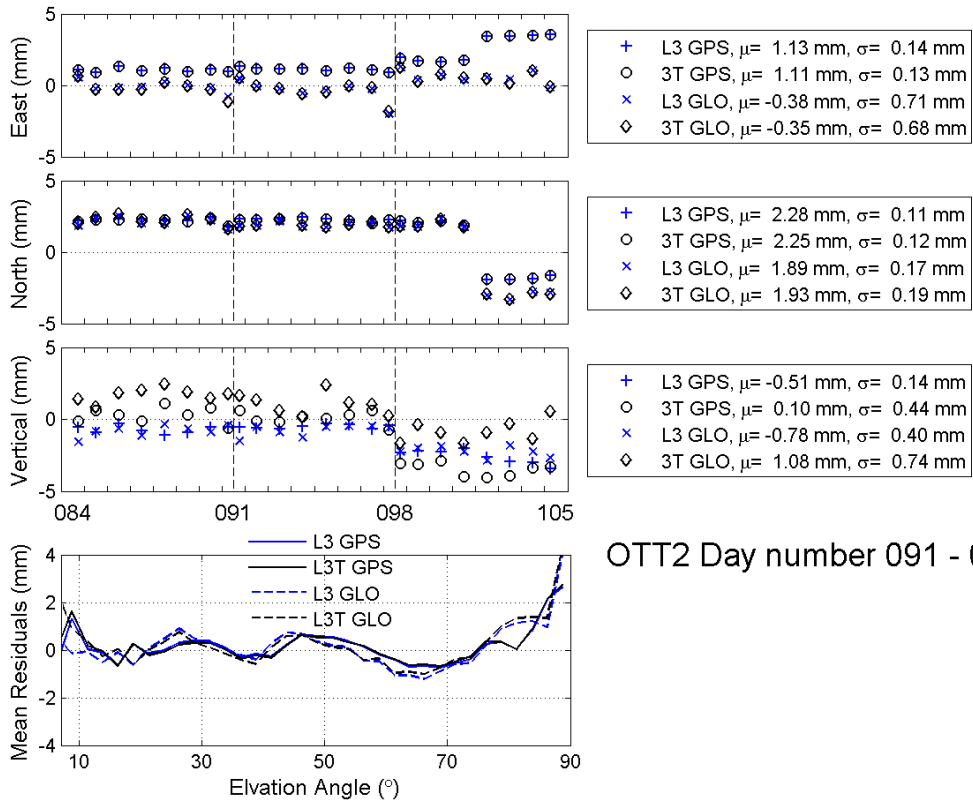 5
0
-5
East (mm)
L3 GPS, μ= 1.13 mm, σ= 0.14 mm
3T GPS, μ= 1.11 mm, σ= 0.13 mm
L3 GLO, μ= -0.38 mm, σ= 0.71 mm
3T GLO, μ= -0.35 mm, σ= 0.68 mm
5
0
-5
North (mm)
L3 GPS, μ= 2.28 mm, σ= 0.11 mm
3T GPS, μ= 2.25 mm, σ= 0.12 mm
L3 GLO, μ= 1.89 mm, σ= 0.17 mm
3T GLO, μ= 1.93 mm, σ= 0.19 mm
5
0
-5
Vertical (mm)
L3 GPS, μ= -0.51 mm, σ= 0.14 mm
3T GPS, μ= 0.10 mm, σ= 0.44 mm
L3 GLO, μ= -0.78 mm, σ= 0.40 mm
3T GLO, μ= 1.08 mm, σ= 0.74 mm
084 091 098 105
4
2
0
-2
-4
Mean Residuals (mm)
L3 GPS
L3T GPS
L3 GLO
L3T GLO
10 30 50 70 90
Elvation Angle (°)
OTT2 Day number 091 -